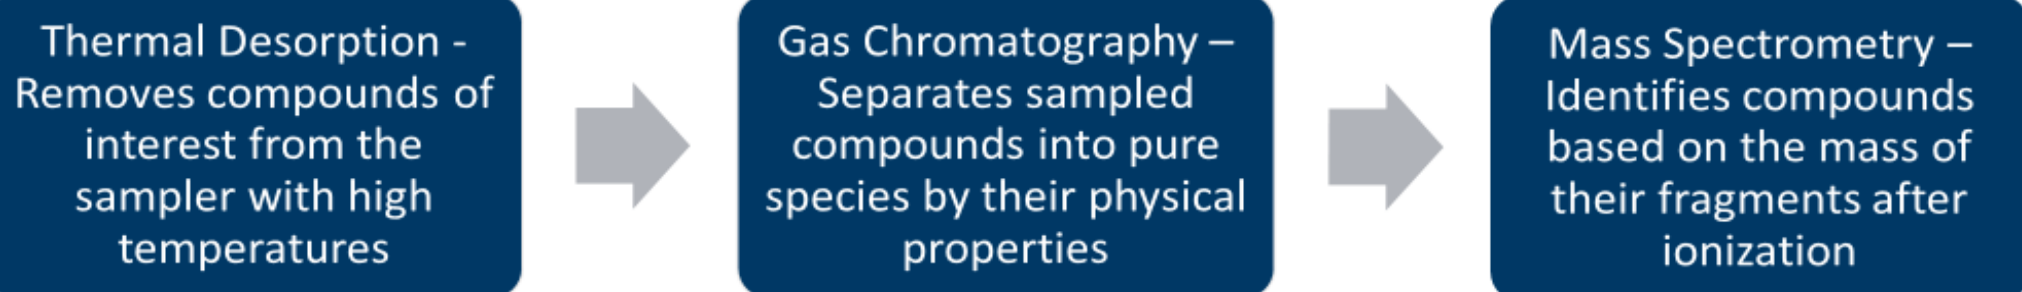 Thermal Desorption -
Removes compounds of
interest from the
sampler with high
temperatures
Gas Chromatography –
Separates sampled
compounds into pure
species by their physical
properties
Mass Spectrometry –
Identifies compounds
based on the mass of
their fragments after
ionization